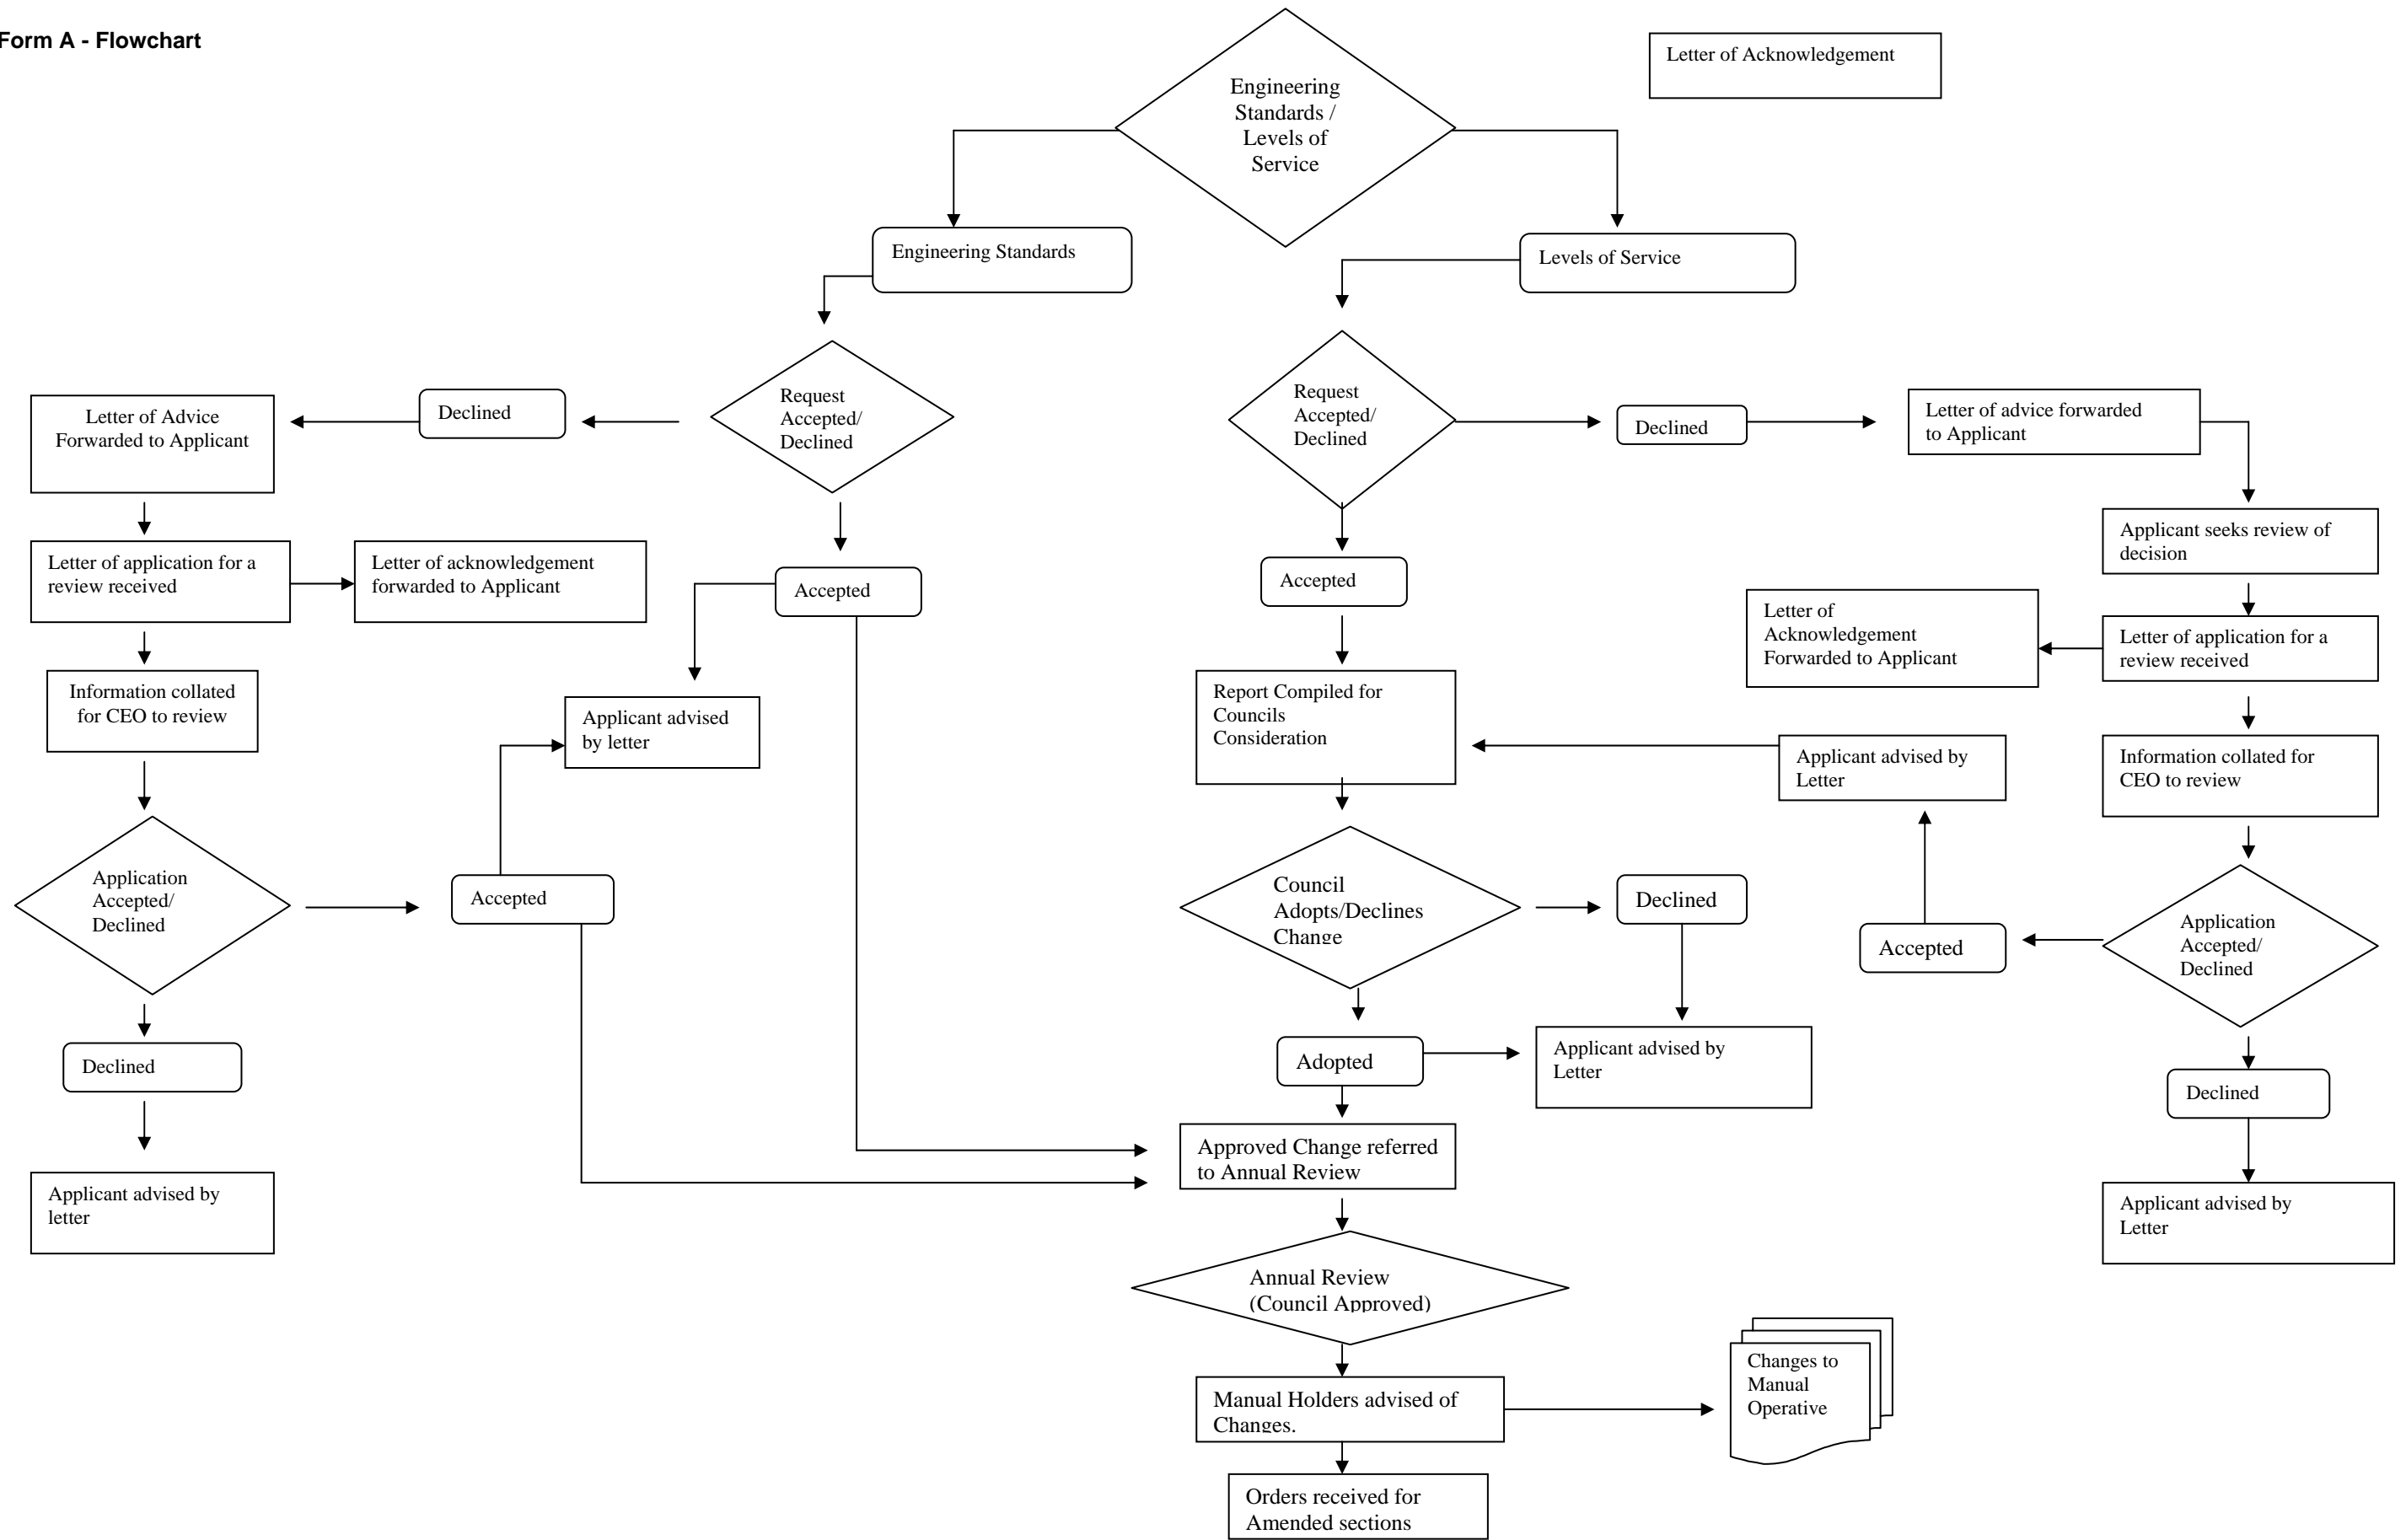 Form A - Flowchart
Engineering
Standards /
Levels of
Service
Letter of Acknowledgement
Engineering Standards
Levels of Service
Letter of Advice
Forwarded to Applicant
Declined
Request
Accepted/
Declined
Request
Accepted/
Declined
Declined
Letter of advice forwarded
to Applicant
Letter of application for a
review received
Letter of acknowledgement
forwarded to Applicant
Accepted
Accepted
Applicant seeks review of
decision
Letter of
Acknowledgement
Forwarded to Applicant
Letter of application for a
review received
Information collated
for CEO to review
Applicant advised
by letter
Report Compiled for
Councils
Consideration
Applicant advised by
Letter
Information collated for
CEO to review
Application
Accepted/
Declined
Accepted
Council
Adopts/Declines
Change
Declined
Accepted
Application
Accepted/
Declined
Declined
Adopted
Applicant advised by
Letter
Declined
Approved Change referred
to Annual Review
Applicant advised by
letter
Applicant advised by
Letter
Annual Review
(Council Approved)
Changes to
Manual
Operative
Manual Holders advised of
Changes.
Orders received for
Amended sections